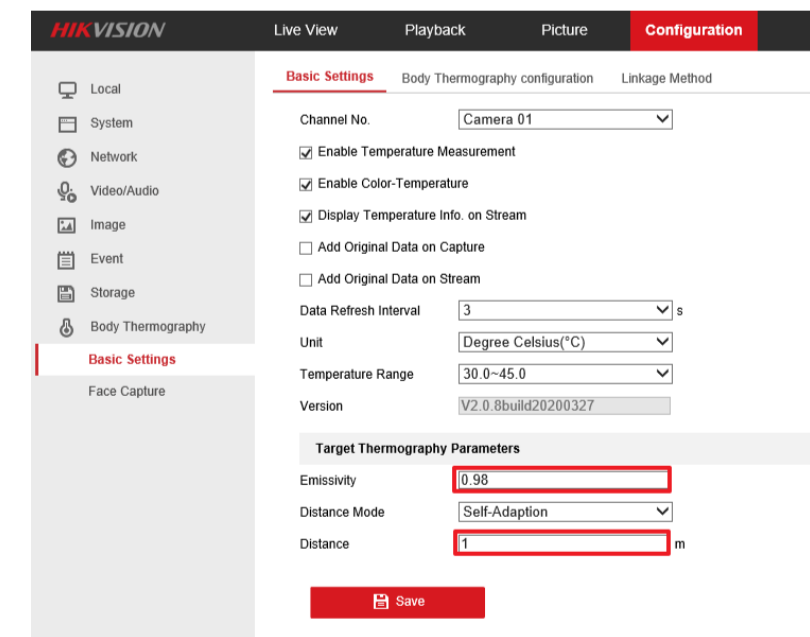 HIKVISION Live View Playback Picture Configuration
Basic Settings Body Thermography configuration Linkage Method
Local
System
Network
Video/Audio
Image
Event
Storage
Body Thermography
Basic Settings
Face Capture
Channel No. Camera 01
Enable Temperature Measurement
Enable Color-Temperature
Display Temperature Info. on Stream
Add Original Data on Capture
Add Original Data on Stream
Data Refresh Interval 3 s
Unit Degree Celsius(°C)
Temperature Range 30.0~45.0
Version V2.0.8build20200327
Target Thermography Parameters
Emissivity 0.98
Distance Mode Self-Adaption
Distance 1 m
Save